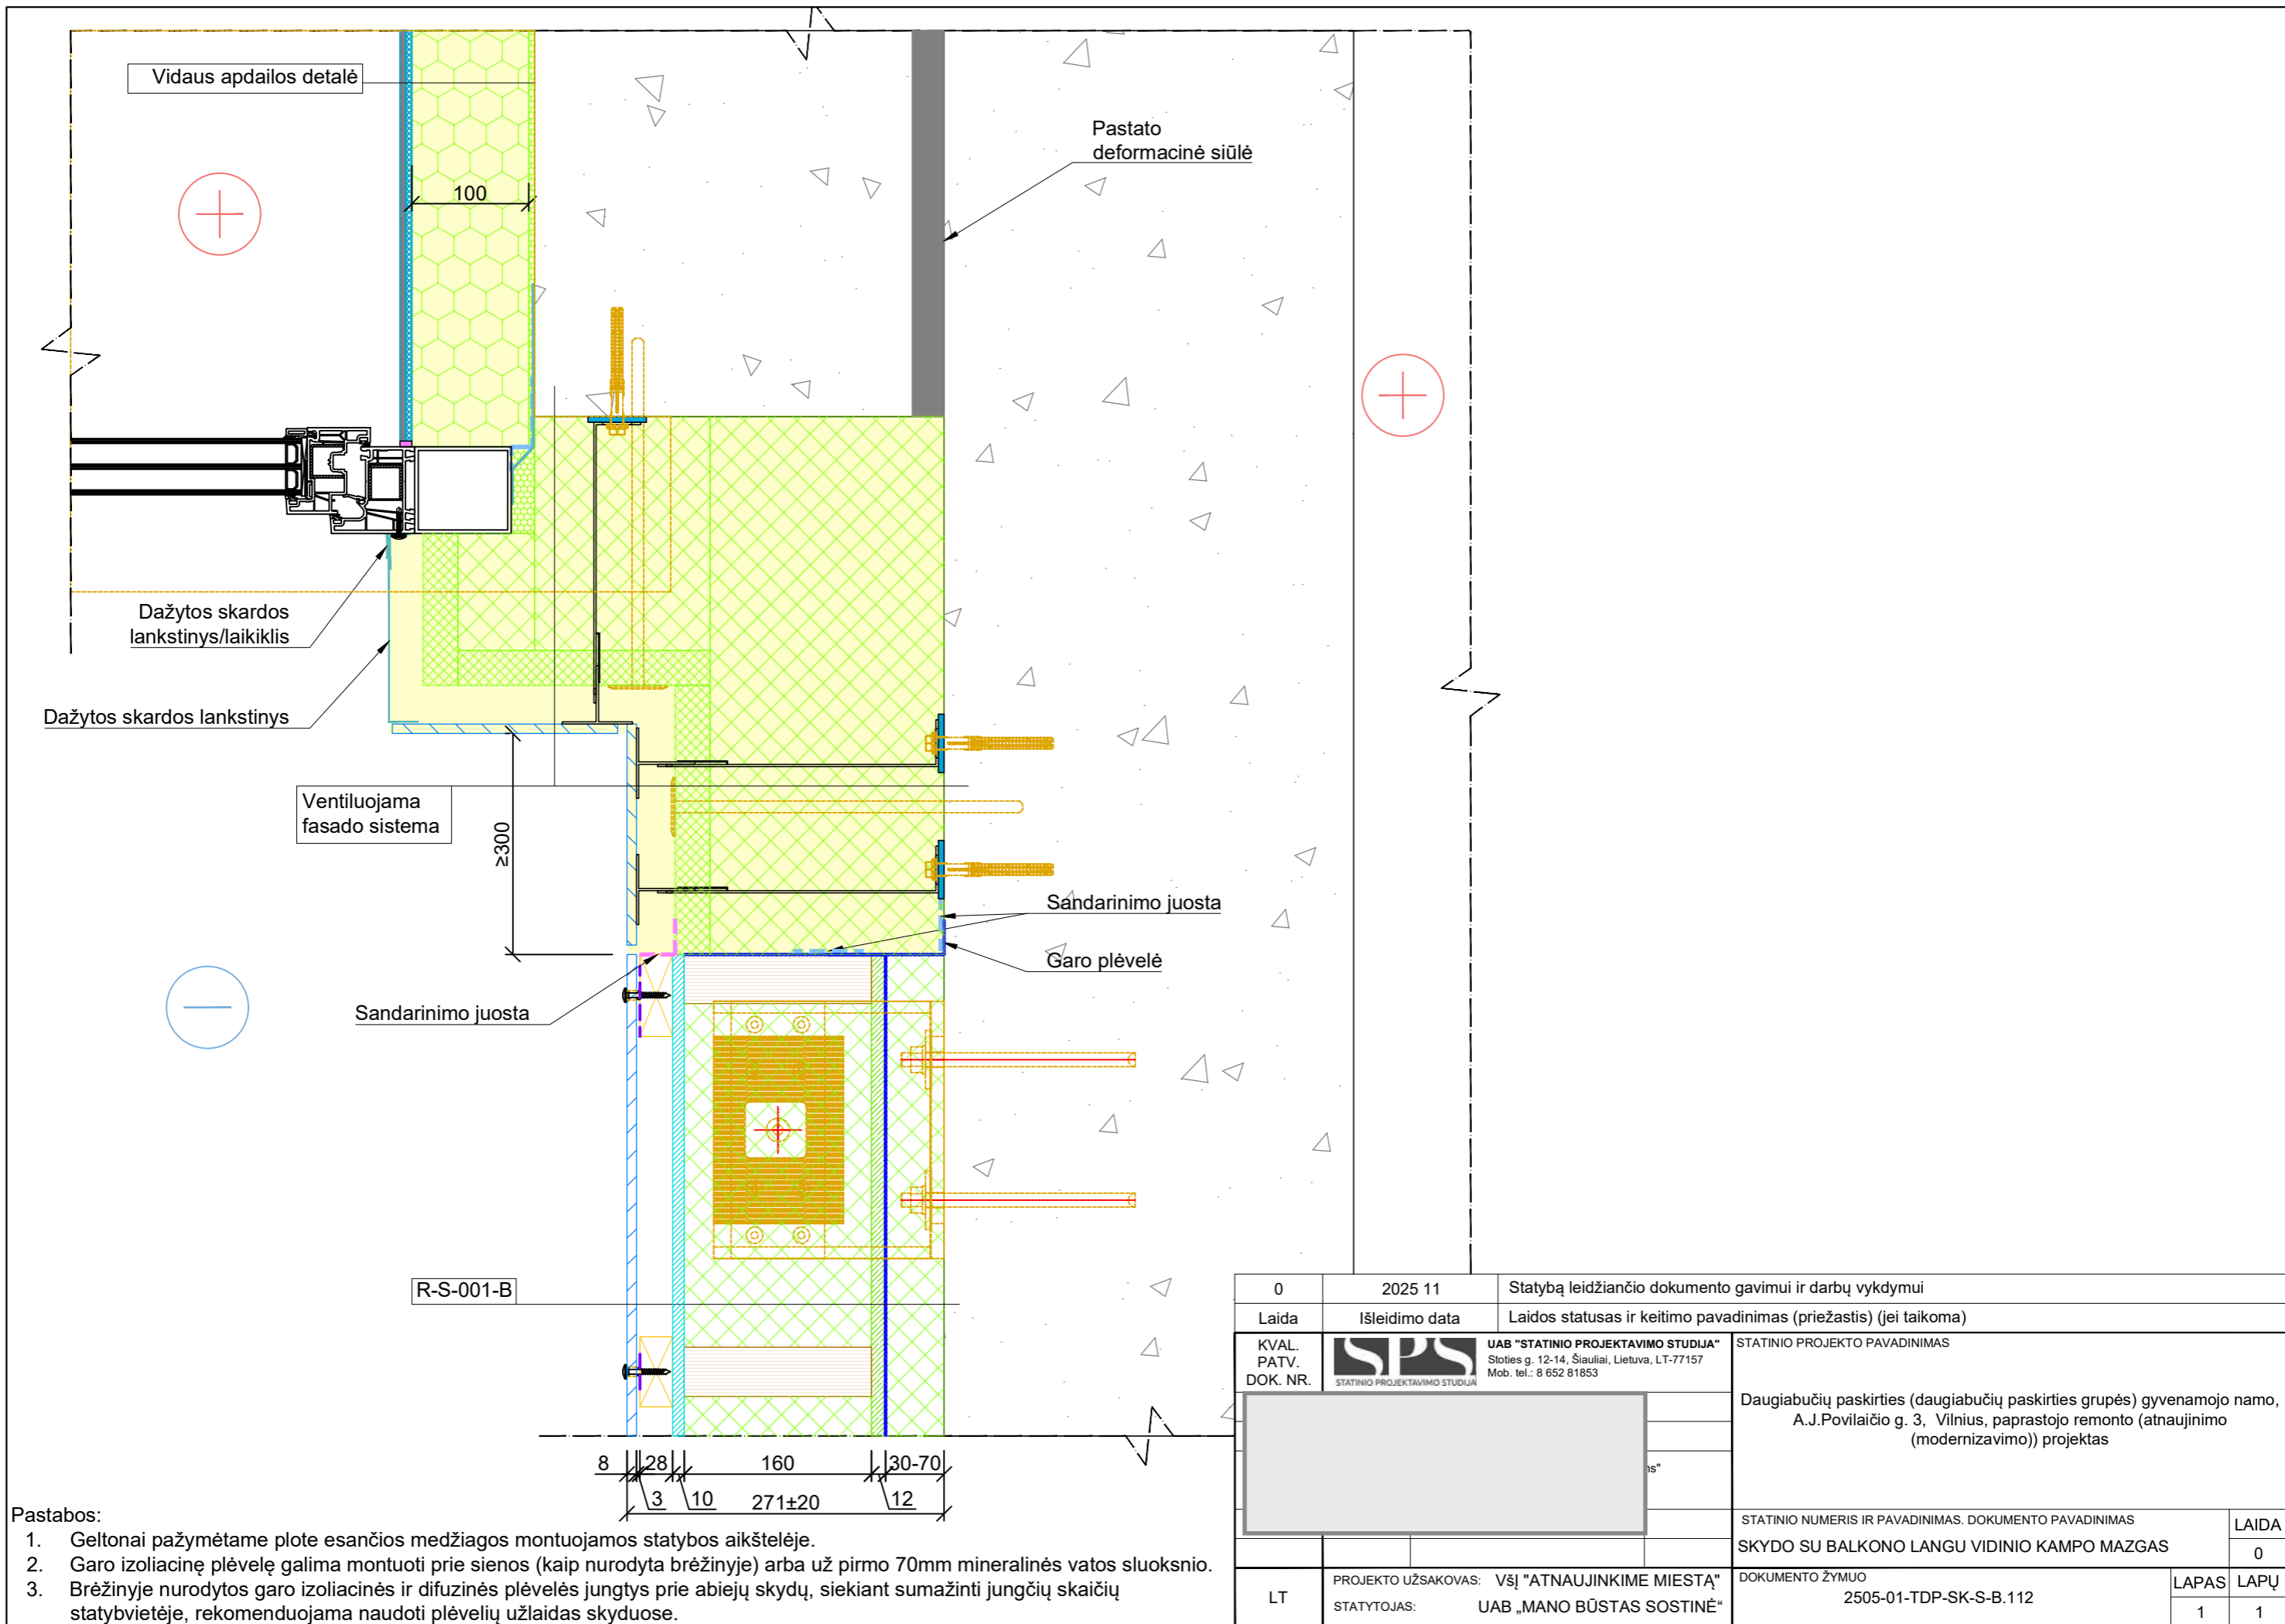 Vidaus apdailos detalė
100
Pastato
deformacinė siūlė
Dažytos skardos
lankstinys/laikiklis
Dažytos skardos lankstinys
Ventiliuojama
fasado sistema
≥300
Sandarinimo juosta
Garo plėvelė
Sandarinimo juosta
R-S-001-B
8
28
160
30-70
3
10
271±20
12
Pastabos:
1. Geltonai pažymėtame plote esančios medžiagos montuojamos statybos aikštelėje.
2. Garo izoliacinę plėvelę galima montuoti prie sienos (kaip nurodyta brėžinyje) arba už pirmo 70mm mineralinės vatos sluoksnio.
3. Brėžinyje nurodytos garo izoliacinės ir difuzinės plėvelės jungtys prie abiejų skydų, siekiant sumažinti jungčių skaičių
statybvietėje, rekomenduojama naudoti plėvelių užlaidas skyduose.
0
2025 11
Statybą leidžiančio dokumento gavimui ir darbų vykdymui
Laida
Išleidimo data
Laidos statusas ir keitimo pavadinimas (priežastis) (jei taikoma)
KVAL.
PATV.
DOK. NR.
SPS
STATINIO PROJEKTAVIMO STUDIJA
UAB "STATINIO PROJEKTAVIMO STUDIJA"
Stoties g. 12-14, Šiauliai, Lietuva, LT-77157
Mob. tel.: 8 652 81853
STATINIO PROJEKTO PAVADINIMAS
Daugiabučių paskirties (daugiabučių paskirties grupės) gyvenamojo namo,
A.J.Povilaičio g. 3, Vilnius, paprastojo remonto (atnaujinimo
(modernizavimo)) projektas
STATINIO NUMERIS IR PAVADINIMAS. DOKUMENTO PAVADINIMAS
SKYDO SU BALKONO LANGU VIDINIO KAMPO MAZGAS
LAIDA
0
LT
PROJEKTO UŽSAKOVAS: VšĮ "ATNAUJINKIME MIESTĄ"
STATYTOJAS: UAB „MANO BŪSTAS SOSTINĖ“
DOKUMENTO ŽYMUO
2505-01-TDP-SK-S-B.112
LAPAS
LAPŲ
1
1